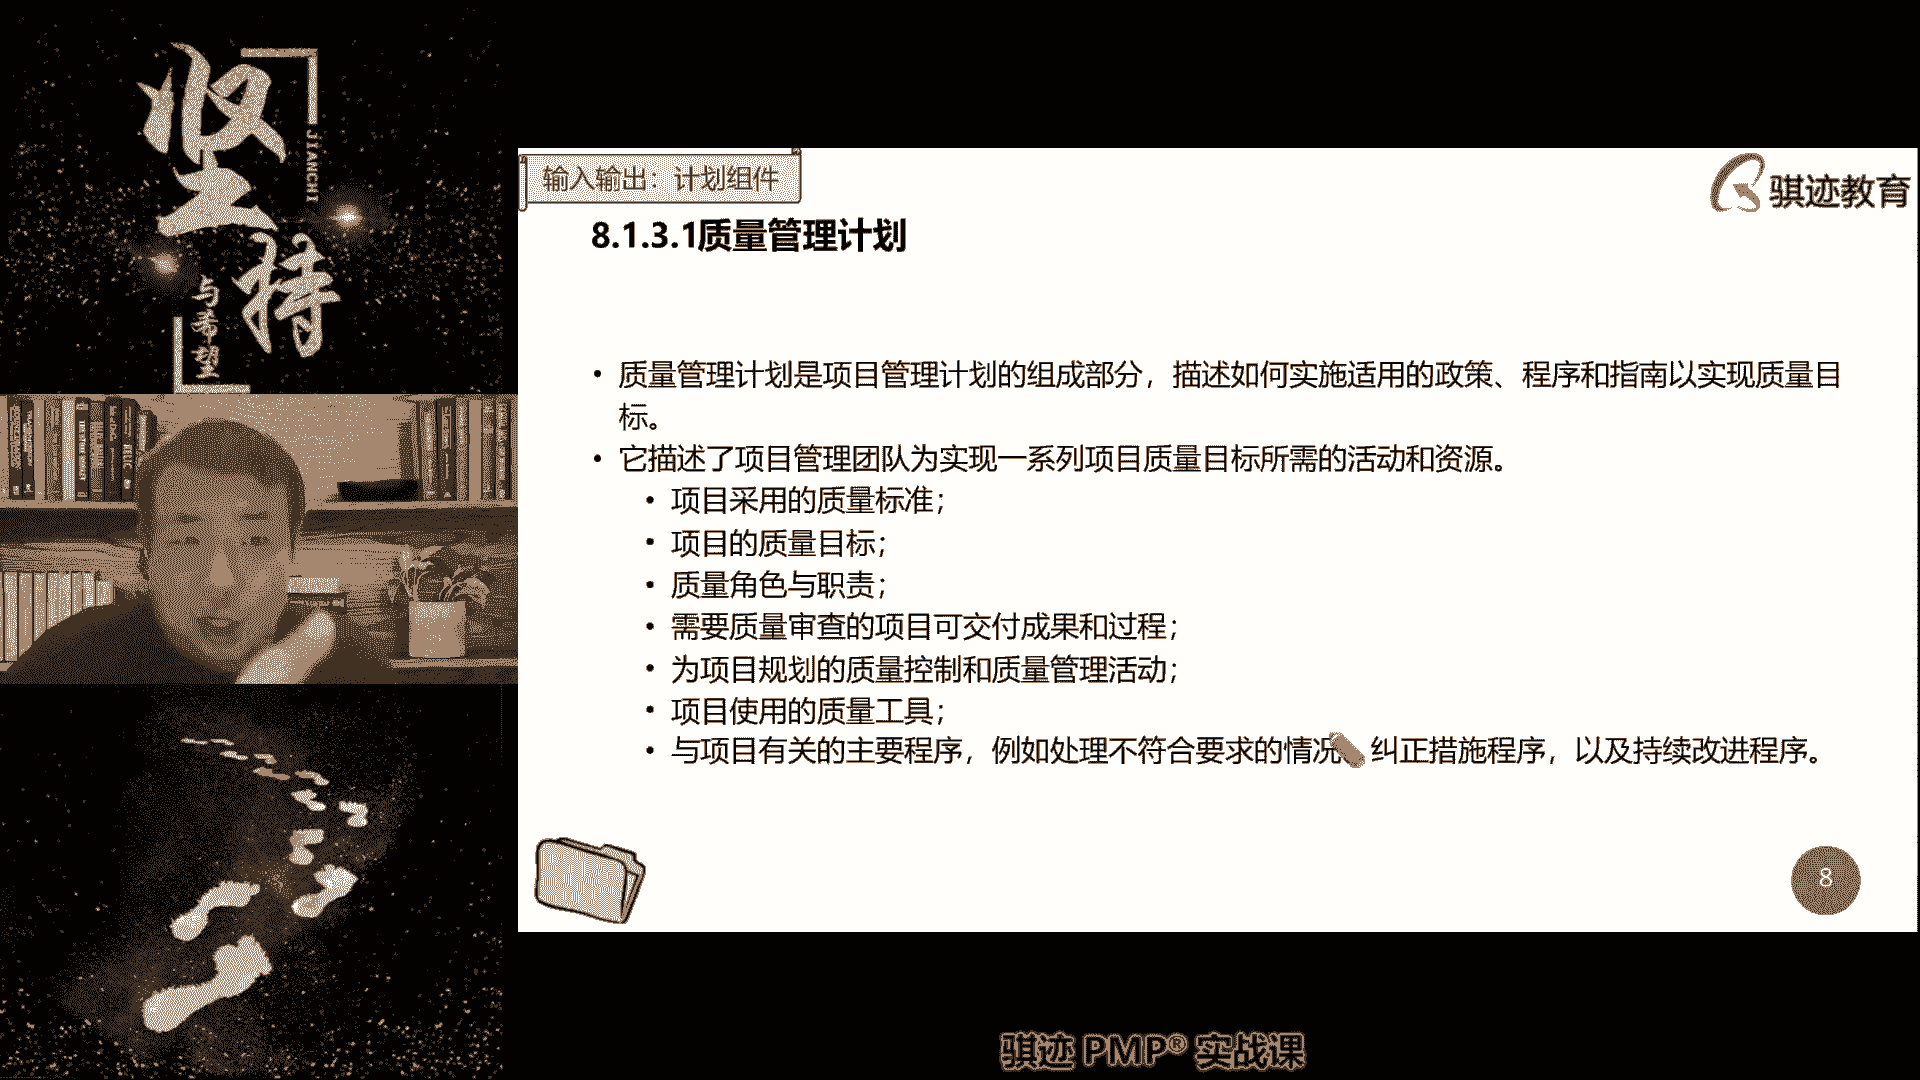 坚持
JIANCHI
与希望
输入输出：计划组件
骐迹教育
8.1.3.1质量管理计划
• 质量管理计划是项目管理计划的组成部分，描述如何实施适用的政策、程序和指南以实现质量目
标。
• 它描述了项目管理团队为实现一系列项目质量目标所需的活动和资源。
• 项目采用的质量标准；
• 项目的质量目标；
• 质量角色与职责；
• 需要质量审查的项目可交付成果和过程；
• 为项目规划的质量控制和质量管理活动；
• 项目使用的质量工具；
• 与项目有关的主要程序，例如处理不符合要求的情况 纠正措施程序，以及持续改进程序。
8
骐迹 PMP® 实战课